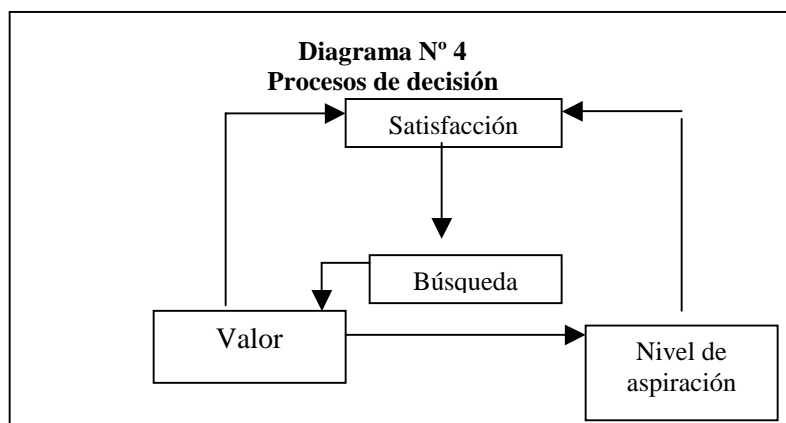 Diagrama Nº 4
Procesos de decisión
Satisfacción
Búsqueda
Valor
Nivel de
aspiración